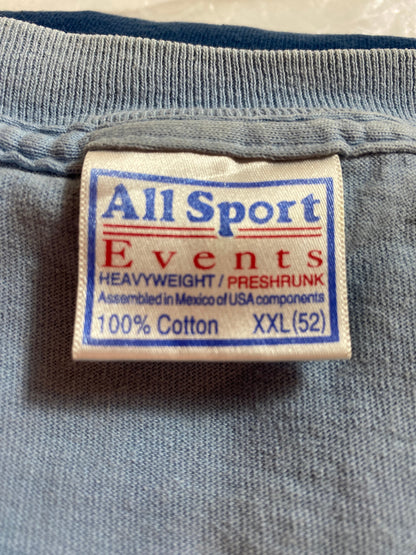 All Sport
Events
HEAVYWEIGHT / PRESHRUNK
Assembled in Mexico of USA components
100% Cotton XXL (52)